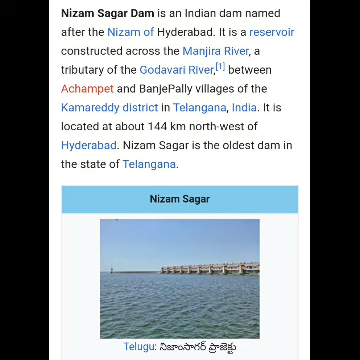 Nizam Sagar Dam is an Indian dam named
after the Nizam of Hyderabad. It is a reservoir
constructed across the Manjira River, a
tributary of the Godavari River,[1] between
Achampet and BanjePally villages of the
Kamareddy district in Telangana, India. It is
located at about 144 km north-west of
Hyderabad. Nizam Sagar is the oldest dam in
the state of Telangana.
Nizam Sagar
Telugu: నిజాంసాగర్ ప్రాజెక్టు